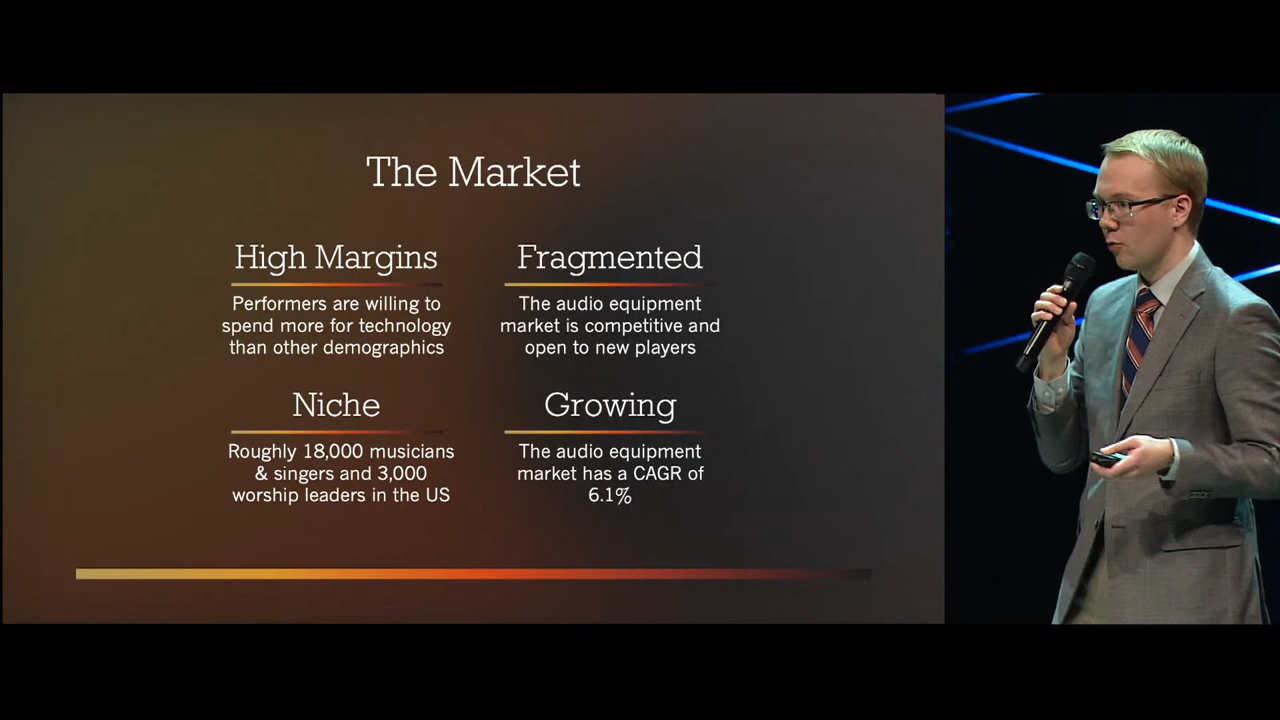 The Market
High Margins
Performers are willing to
spend more for technology
than other demographics
Fragmented
The audio equipment
market is competitive and
open to new players
Niche
Roughly 18,000 musicians
& singers and 3,000
worship leaders in the US
Growing
The audio equipment
market has a CAGR of
6.1%